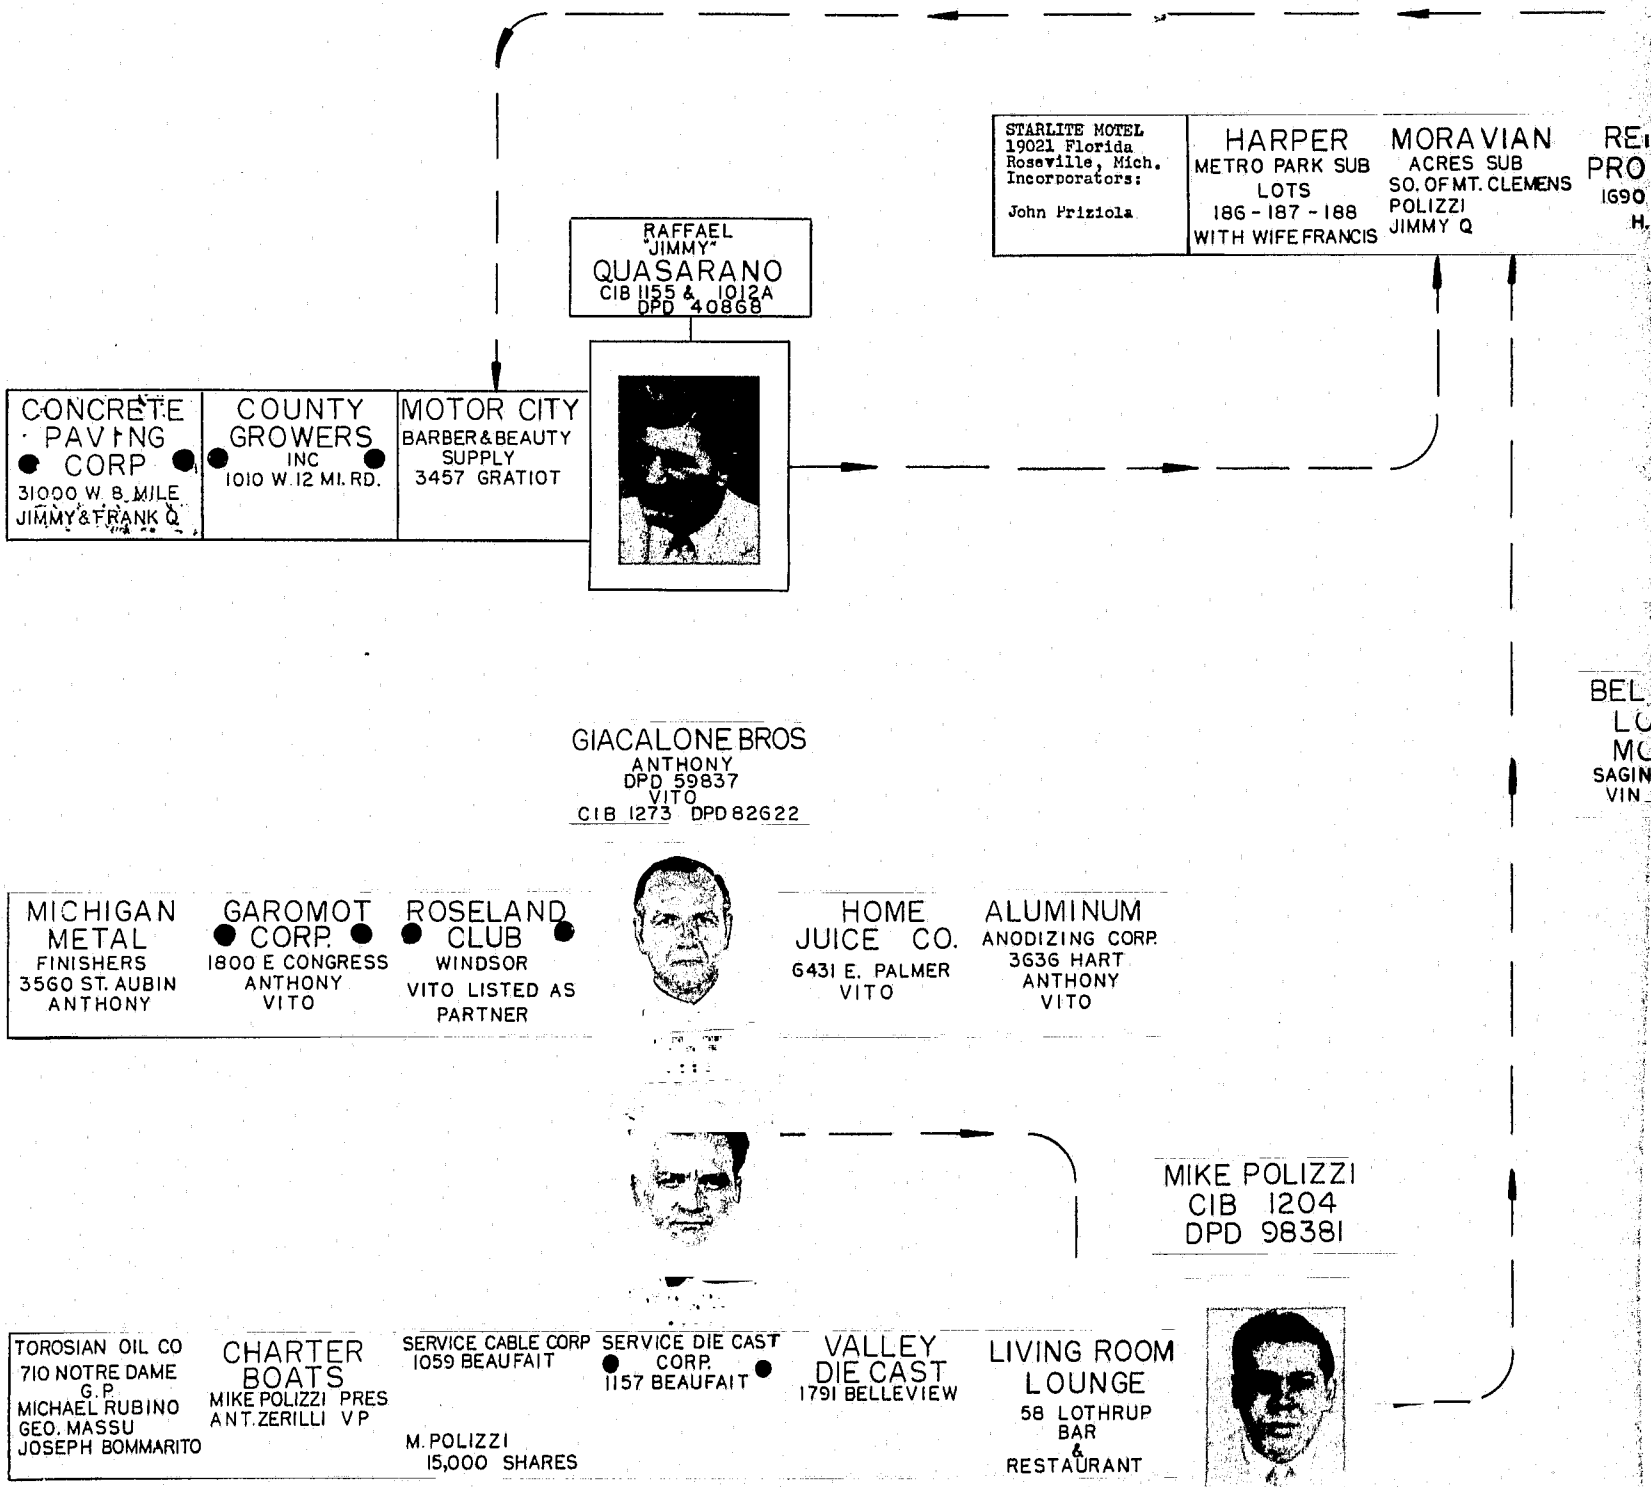 STARLITE MOTEL
19021 Florida
Roseville, Mich.
Incorporators:
John Priziola
HARPER
METRO PARK SUB
LOTS
186 - 187 - 188
WITH WIFE FRANCIS
MORAVIAN
ACRES SUB
SO. OF MT. CLEMENS
POLIZZI
JIMMY Q
PRO
1690
H.
RAFFAEL
"JIMMY"
QUASARANO
CIB 1155 & 1012A
DPD 40868
CONCRETE
PAVING
CORP
31000 W. 8 MILE
JIMMY & FRANK Q
COUNTY
GROWERS
INC
1010 W. 12 MI. RD.
MOTOR CITY
BARBER & BEAUTY
SUPPLY
3457 GRATIOT
BEL
MO
SAGIN
VIN
GIACALONE BROS
ANTHONY
DPD 59837
VITO
CIB 1273 DPD 82622
MICHIGAN
METAL
FINISHERS
3560 ST. AUBIN
ANTHONY
GAROMOT
CORP.
1800 E CONGRESS
ANTHONY
VITO
ROSELAND
CLUB
WINDSOR
VITO LISTED AS
PARTNER
HOME
JUICE CO.
6431 E. PALMER
VITO
ALUMINUM
ANODIZING CORP.
3636 HART
ANTHONY
VITO
MIKE POLIZZI
CIB 1204
DPD 98381
TOROSIAN OIL CO
710 NOTRE DAME
G.P.
MICHAEL RUBINO
GEO. MASSU
JOSEPH BOMMARITO
CHARTER
BOATS
MIKE POLIZZI PRES
ANT. ZERILLI V P
SERVICE CABLE CORP
1059 BEAUFAIT
M. POLIZZI
15,000 SHARES
SERVICE DIE CAST
CORP.
1157 BEAUFAIT
VALLEY
DIE CAST
1791 BELLEVIEW
LIVING ROOM
LOUNGE
58 LOTHRUP
BAR
&
RESTAURANT